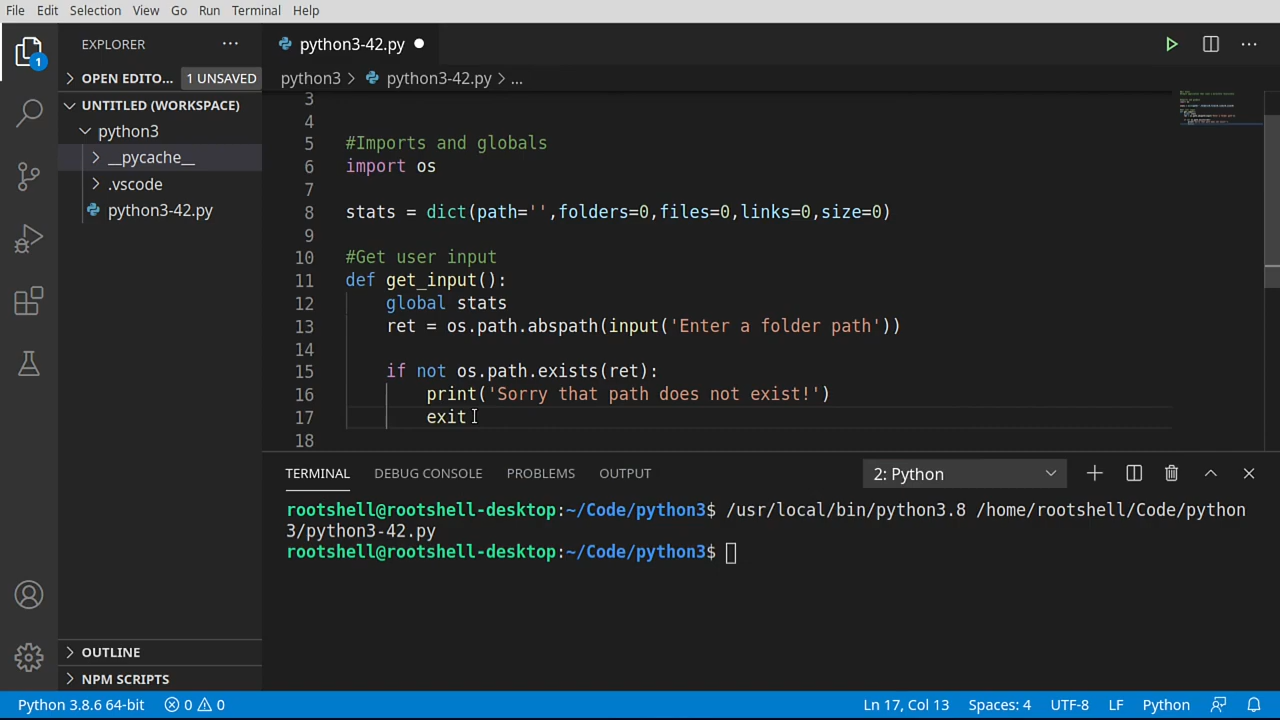 File Edit Selection View Go Run Terminal Help
EXPLORER ...
python3-42.py
OPEN EDITO... 1 UNSAVED
python3 > python3-42.py > ...
UNTITLED (WORKSPACE)
python3
__pycache__
.vscode
python3-42.py
3
4
5 #Imports and globals
6 import os
7
8 stats = dict(path='',folders=0,files=0,links=0,size=0)
9
10 #Get user input
11 def get_input():
12 global stats
13 ret = os.path.abspath(input('Enter a folder path'))
14
15 if not os.path.exists(ret):
16 print('Sorry that path does not exist!')
17 exit
18
TERMINAL DEBUG CONSOLE PROBLEMS OUTPUT 2: Python
rootshell@rootshell-desktop:~/Code/python3$ /usr/local/bin/python3.8 /home/rootshell/Code/python
3/python3-42.py
rootshell@rootshell-desktop:~/Code/python3$
OUTLINE
NPM SCRIPTS
1
Python 3.8.6 64-bit 0 0 Ln 17, Col 13 Spaces: 4 UTF-8 LF Python